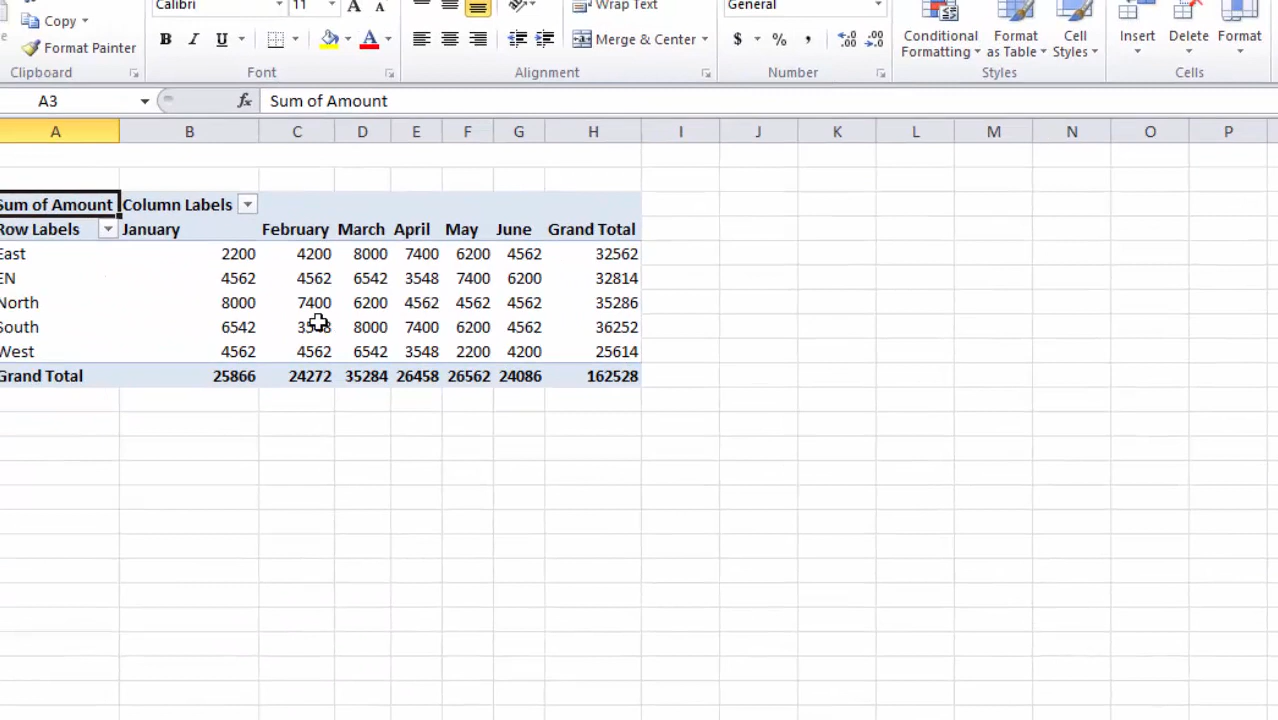 Calibri 11 A A Wrap Text General
Copy
Format Painter
B I U A Merge & Center $ % , .0 .00 .00 .0
Conditional Formatting
Format as Table
Cell Styles
Insert Delete Format
Clipboard Font Alignment Number Styles Cells
A3 fx Sum of Amount
A B C D E F G H I J K L M N O P
Sum of Amount Column Labels
Row Labels January February March April May June Grand Total
East 2200 4200 8000 7400 6200 4562 32562
EN 4562 4562 6542 3548 7400 6200 32814
North 8000 7400 6200 4562 4562 4562 35286
South 6542 8000 7400 6200 4562 36252
West 4562 4562 6542 3548 2200 4200 25614
Grand Total 25866 24272 35284 26458 26562 24086 162528